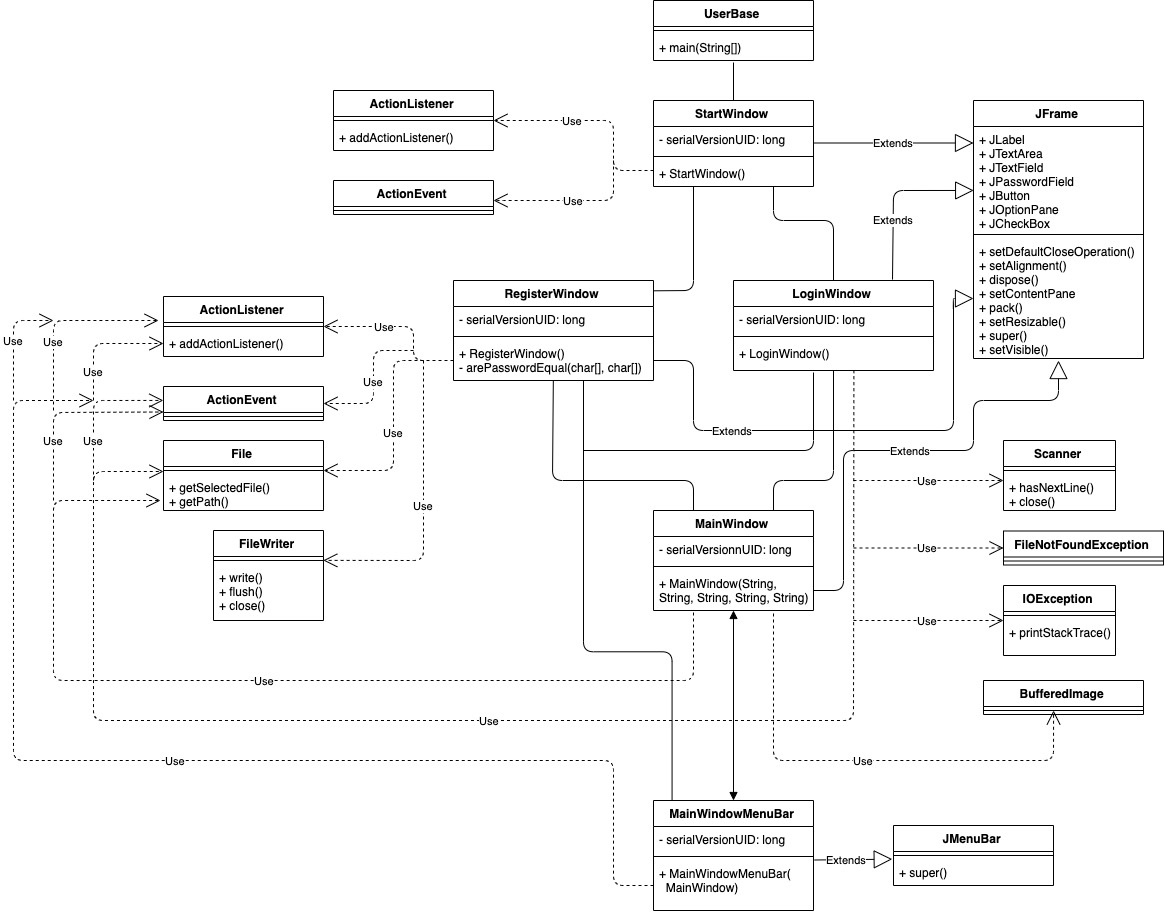 UserBase
+ main(String[])
ActionListener
+ addActionListener()
Use
StartWindow
- serialVersionUID: long
+ StartWindow()
Extends
JFrame
+ JLabel
+ JTextArea
+ JTextField
+ JPasswordField
+ JButton
+ JOptionPane
+ JCheckBox
+ setDefaultCloseOperation()
+ setAlignment()
+ dispose()
+ setContentPane
+ pack()
+ setResizable()
+ super()
+ setVisible()
ActionEvent
Use
Extends
RegisterWindow
- serialVersionUID: long
+ RegisterWindow()
- arePasswordEqual(char[], char[])
LoginWindow
- serialVersionUID: long
+ LoginWindow()
ActionListener
+ addActionListener()
Use
Use
Use
Use
Use
ActionEvent
Use
Use
Use
Extends
Extends
File
+ getSelectedFile()
+ getPath()
Use
FileWriter
+ write()
+ flush()
+ close()
MainWindow
- serialVersionnUID: long
+ MainWindow(String,
String, String, String, String)
Scanner
+ hasNextLine()
+ close()
Use
FileNotFoundException
Use
IOException
+ printStackTrace()
Use
Use
BufferedImage
Use
Use
Use
MainWindowMenuBar
- serialVersionUID: long
+ MainWindowMenuBar(
MainWindow)
Extends
JMenuBar
+ super()